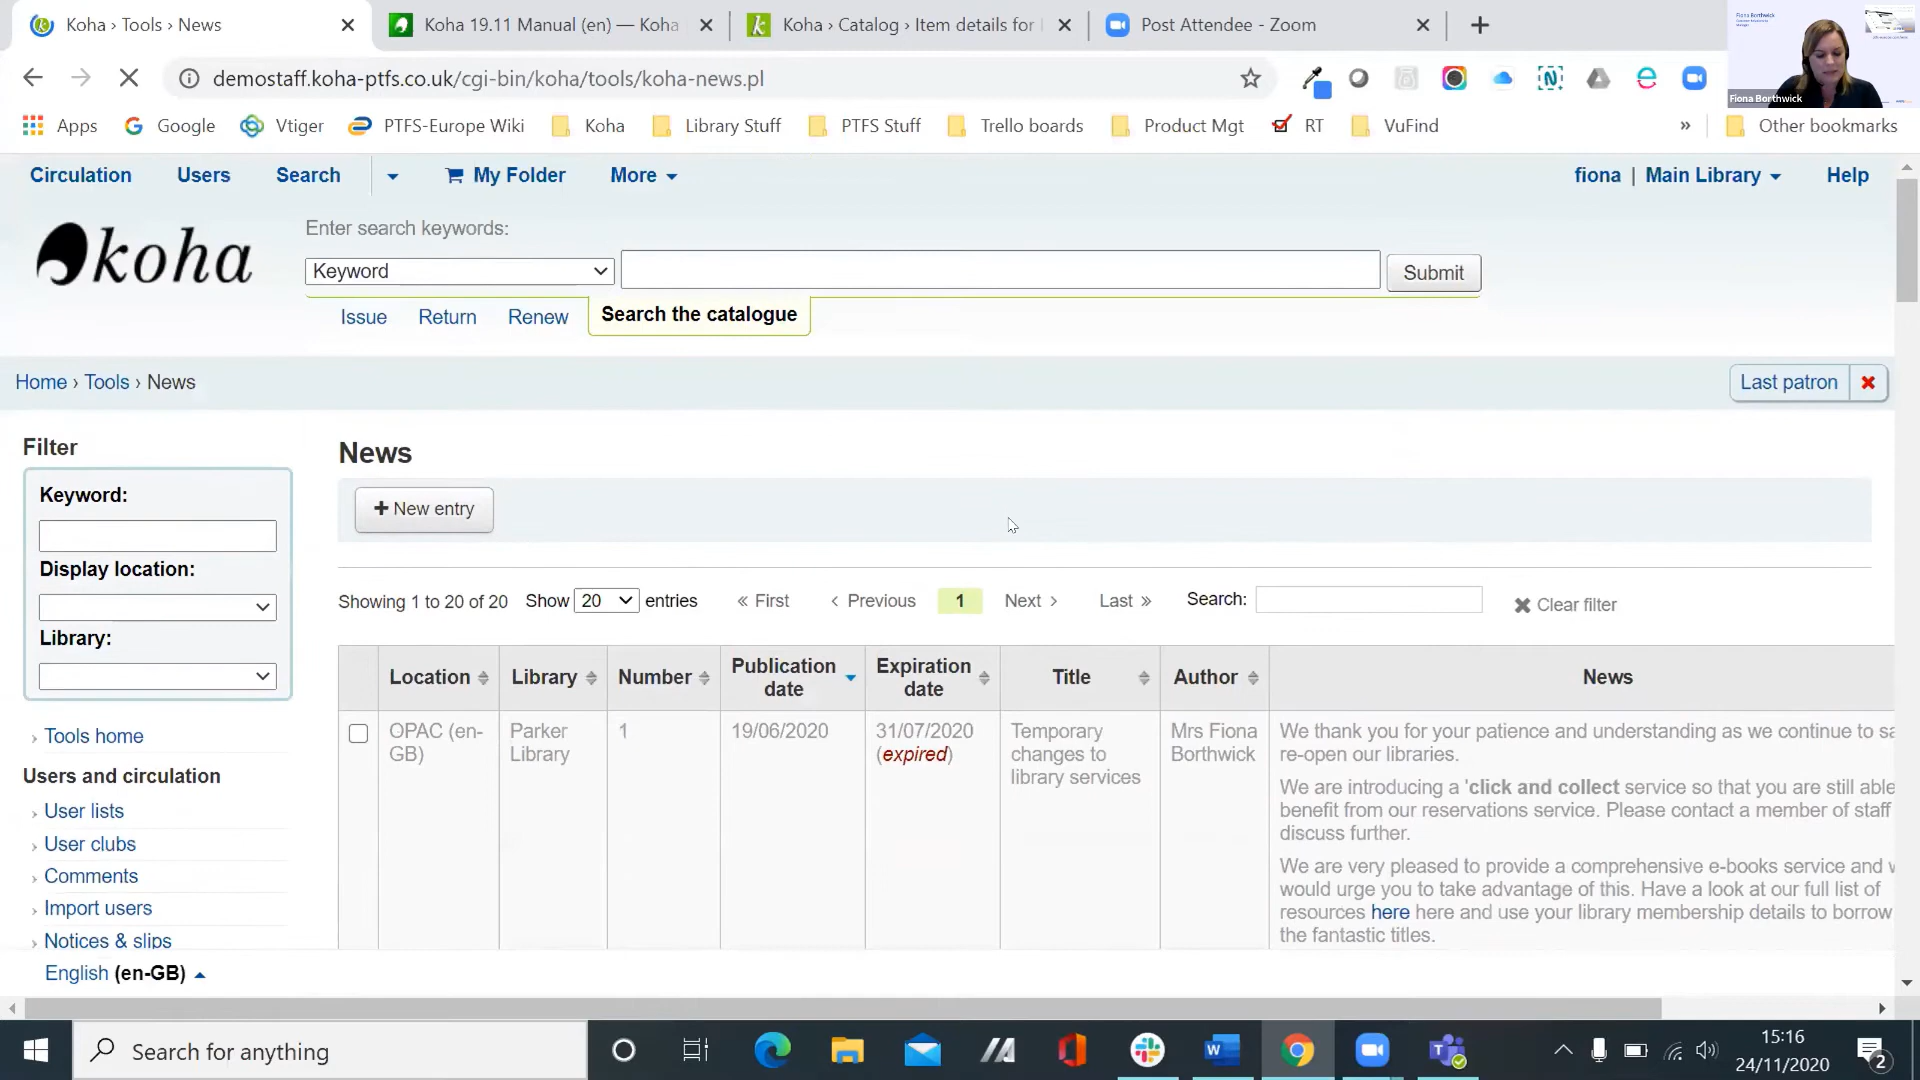 Koha › Tools › News
Koha 19.11 Manual (en) — Koha
Koha › Catalog › Item details for
Post Attendee - Zoom
demostaff.koha-ptfs.co.uk/cgi-bin/koha/tools/koha-news.pl
Fiona Borthwick
Apps Google Vtiger PTFS-Europe Wiki Koha Library Stuff PTFS Stuff Trello boards Product Mgt RT VuFind » Other bookmarks
Circulation Users Search My Folder More fiona | Main Library Help
koha
Enter search keywords:
Keyword Submit
Issue Return Renew Search the catalogue
Home › Tools › News Last patron
Filter
Keyword:
Display location:
Library:
Tools home
Users and circulation
User lists
User clubs
Comments
Import users
Notices & slips
English (en-GB)
News
+ New entry
Showing 1 to 20 of 20 Show 20 entries « First ‹ Previous 1 Next › Last » Search: Clear filter
Location Library Number Publication date Expiration date Title Author News
OPAC (en-
GB)
Parker
Library
1
19/06/2020
31/07/2020
(expired)
Temporary
changes to
library services
Mrs Fiona
Borthwick
We thank you for your patience and understanding as we continue to sa
re-open our libraries.
We are introducing a 'click and collect service so that you are still able
benefit from our reservations service. Please contact a member of staff
discuss further.
We are very pleased to provide a comprehensive e-books service and w
would urge you to take advantage of this. Have a look at our full list of
resources here here and use your library membership details to borrow
the fantastic titles.
Search for anything
15:16
24/11/2020
2